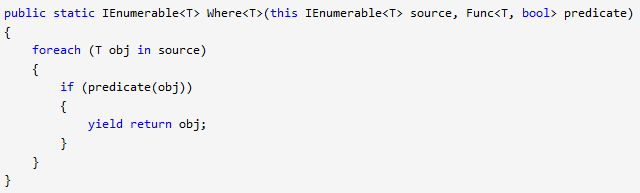 public static IEnumerable<T> Where<T>(this IEnumerable<T> source, Func<T, bool> predicate)
{
    foreach (T obj in source)
    {
        if (predicate(obj))
        {
            yield return obj;
        }
    }
}